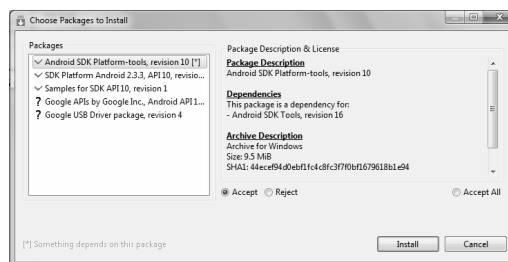 Choose Packages to Install
Packages
Android SDK Platform-tools, revision 10 [*]
SDK Platform Android 2.3.3, API 10, revisio...
Samples for SDK API 10, revision 1
? Google APIs by Google Inc., Android API 1...
? Google USB Driver package, revision 4
Package Description & License
Package Description
Android SDK Platform-tools, revision 10
Dependencies
This package is a dependency for:
- Android SDK Tools, revision 16
Archive Description
Archive for Windows
Size: 9.5 MiB
SHA1: 44ecef94d0ebf1fc4c8fc3f7f0bf1679618b1e94
Accept
Reject
Accept All
[*] Something depends on this package
Install
Cancel